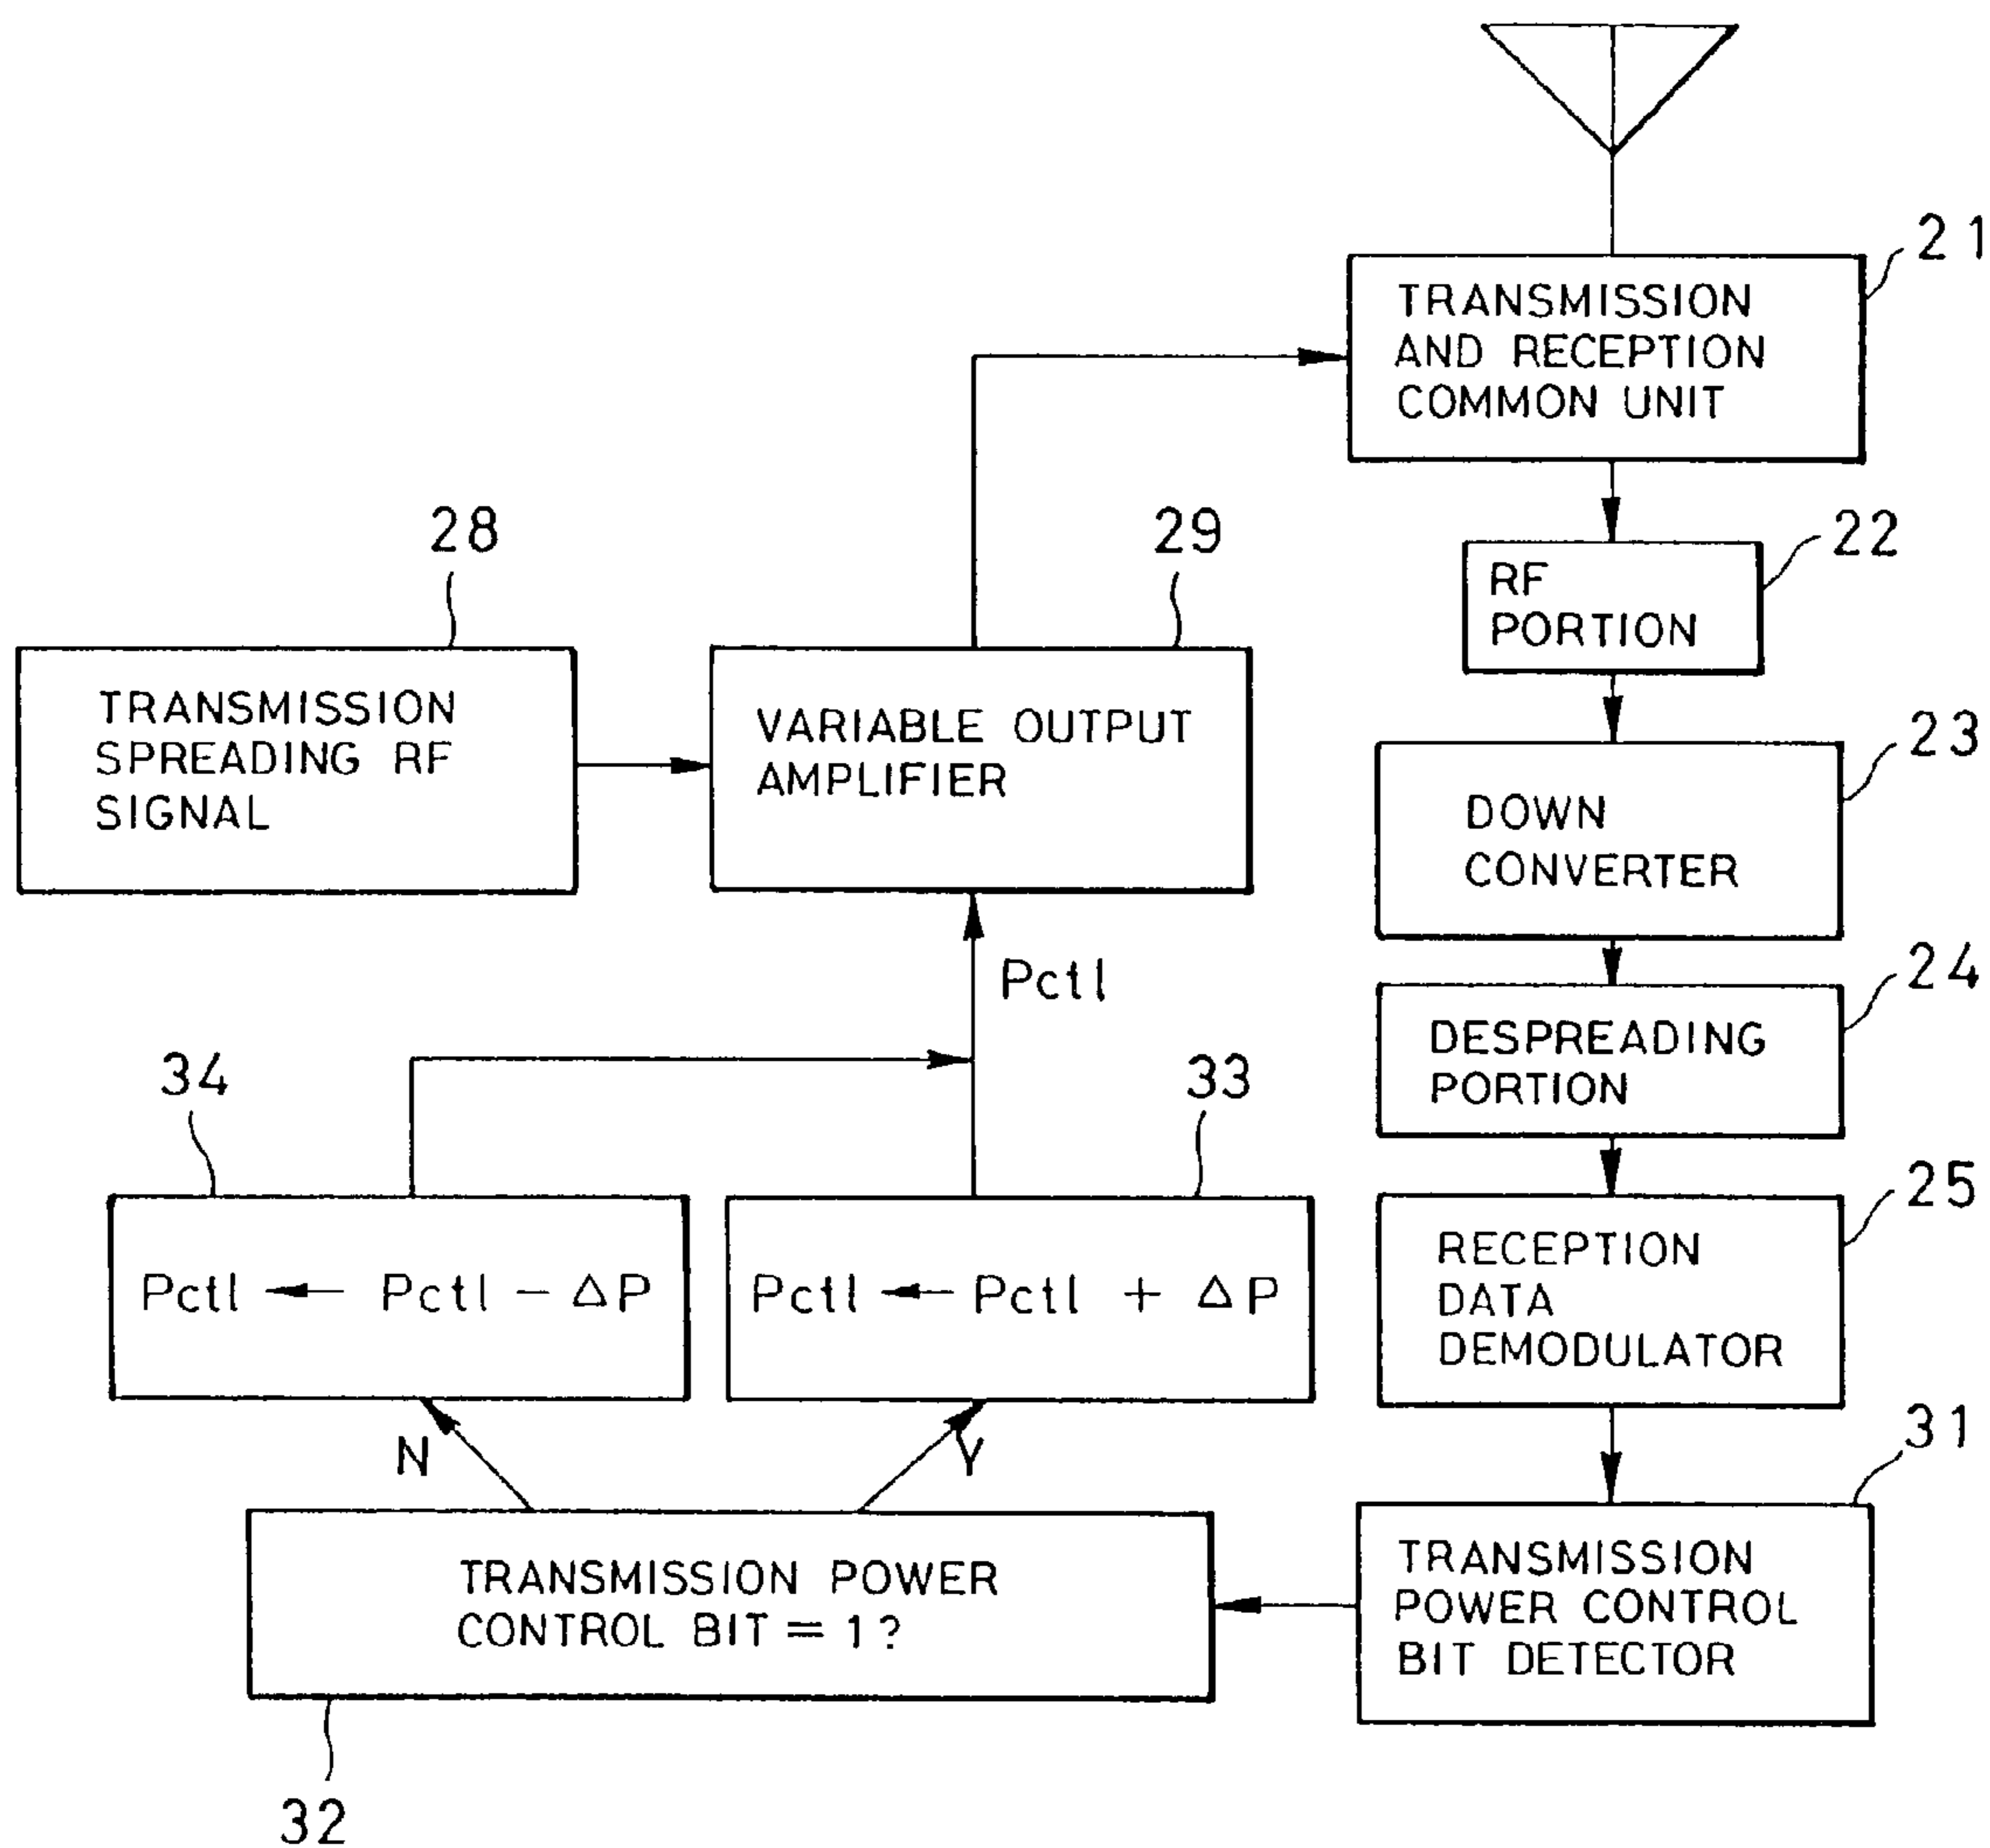 21
TRANSMISSION
AND RECEPTION
COMMON UNIT
22
RF
PORTION
28
TRANSMISSION
SPREADING RF
SIGNAL
29
VARIABLE OUTPUT
AMPLIFIER
23
DOWN
CONVERTER
Pctl
24
DESPREADING
PORTION
34
Pctl ← Pctl − ΔP
33
Pctl ← Pctl + ΔP
25
RECEPTION
DATA
DEMODULATOR
N
Y
31
TRANSMISSION
POWER CONTROL
BIT DETECTOR
TRANSMISSION POWER
CONTROL BIT = 1?
32